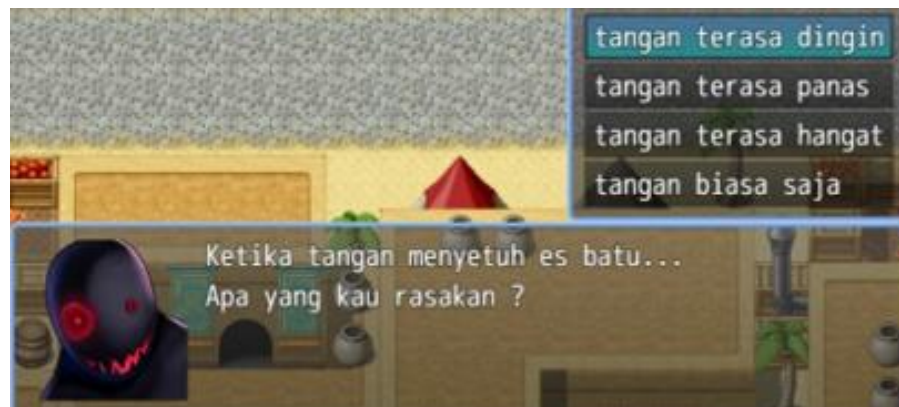 tangan terasa dingin
tangan terasa panas
tangan terasa hangat
tangan biasa saja
Ketika tangan menyetuh es batu...
Apa yang kau rasakan ?